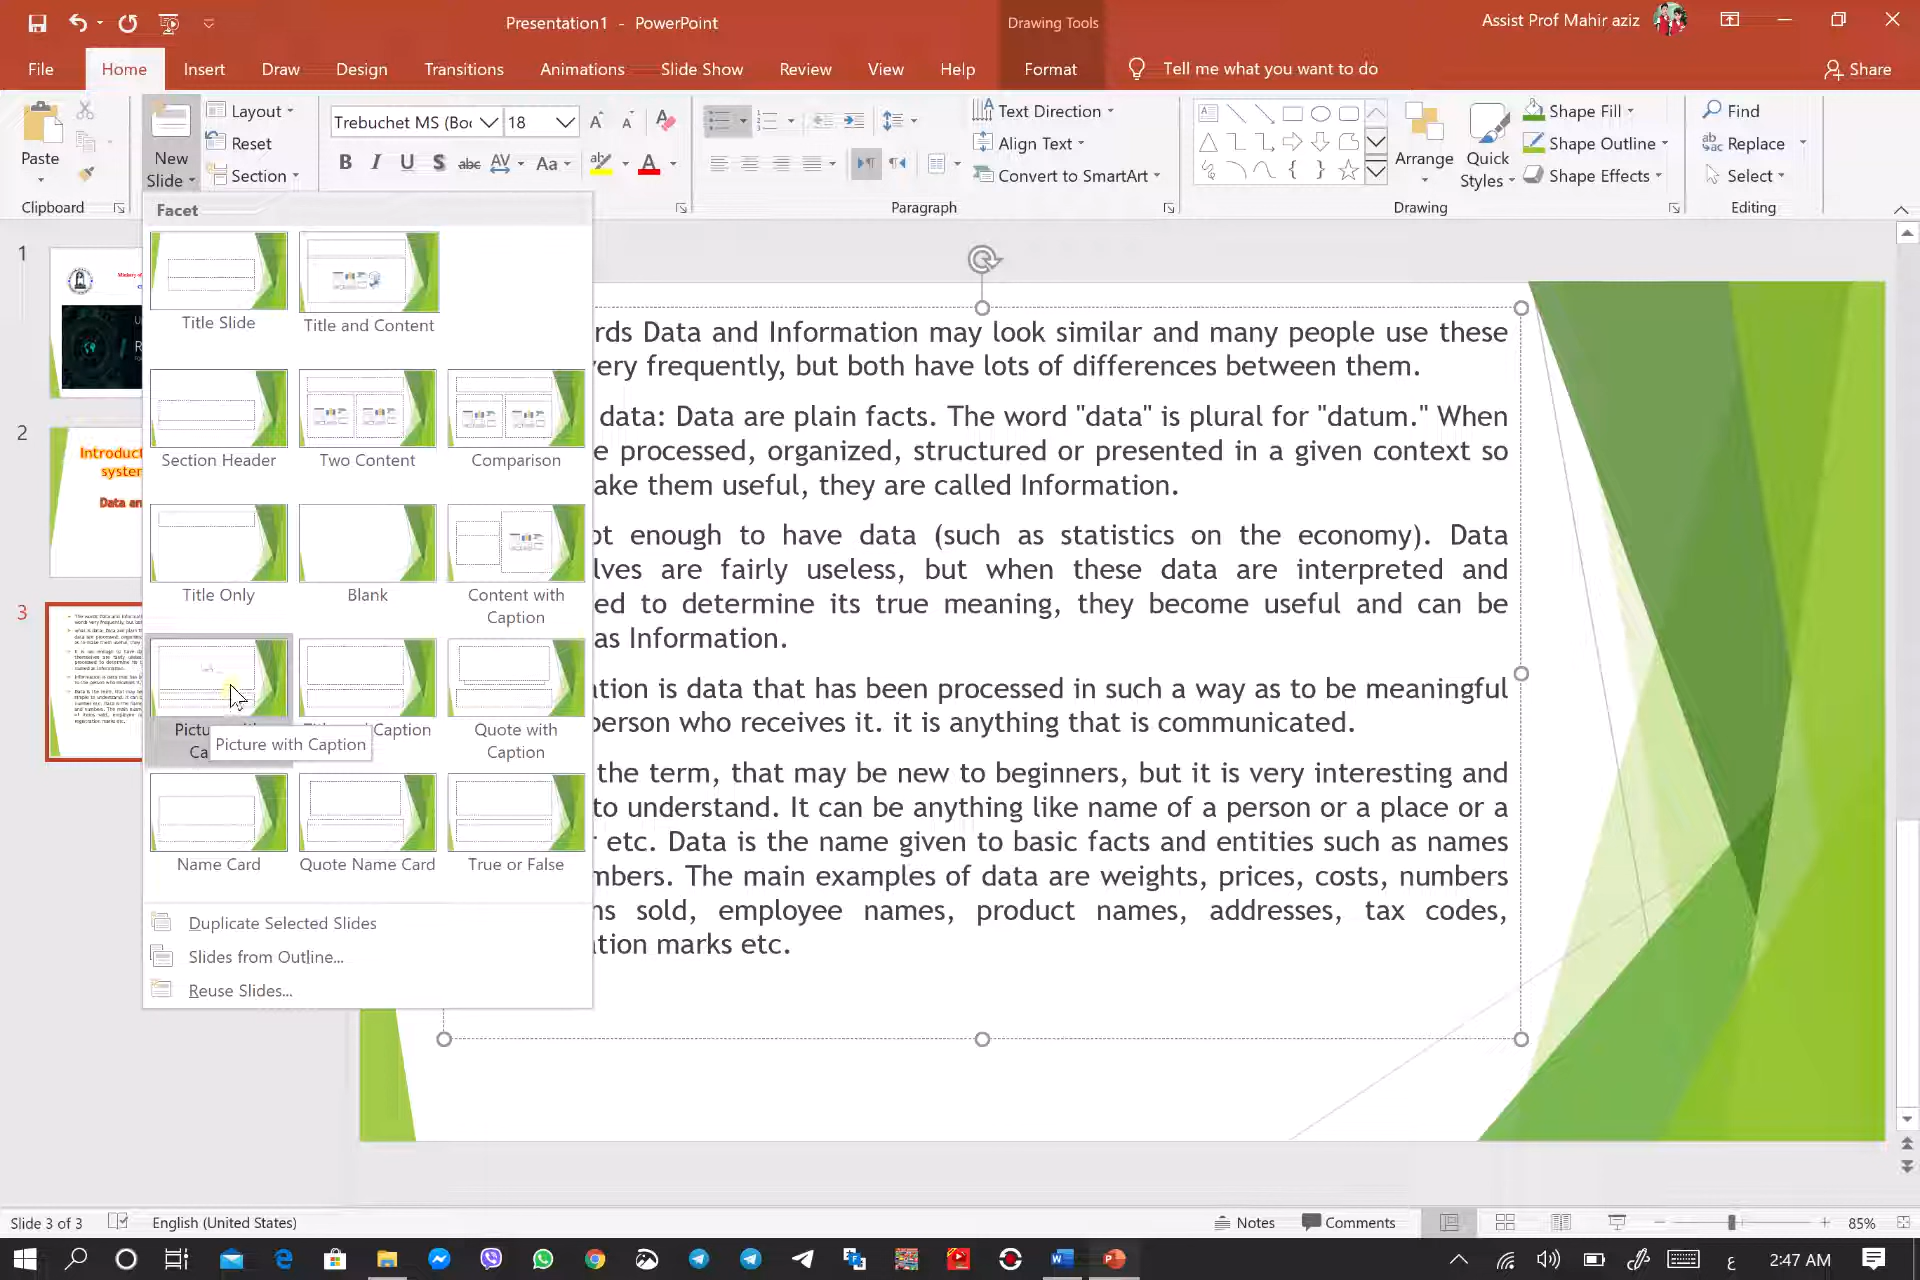 Presentation1 - PowerPoint
Drawing Tools
Assist Prof Mahir aziz
File
Home
Insert
Draw
Design
Transitions
Animations
Slide Show
Review
View
Help
Format
Tell me what you want to do
Share
Paste
New
Slide
Layout
Reset
Section
Trebuchet MS (Boc
18
Text Direction
Align Text
Convert to SmartArt
Arrange
Quick
Styles
Shape Fill
Shape Outline
Shape Effects
Find
Replace
Select
Clipboard
Paragraph
Drawing
Editing
Facet
Title Slide
Title and Content
Section Header
Two Content
Comparison
Title Only
Blank
Content with
Caption
Caption
Quote with
Caption
Picture with Caption
Name Card
Quote Name Card
True or False
Duplicate Selected Slides
Slides from Outline...
Reuse Slides...
1
2
Introduct
system
Data an
3
rds Data and Information may look similar and many people use these
ery frequently, but both have lots of differences between them.
data: Data are plain facts. The word "data" is plural for "datum." When
e processed, organized, structured or presented in a given context so
ake them useful, they are called Information.
ot enough to have data (such as statistics on the economy). Data
lves are fairly useless, but when these data are interpreted and
ed to determine its true meaning, they become useful and can be
as Information.
ation is data that has been processed in such a way as to be meaningful
person who receives it. it is anything that is communicated.
the term, that may be new to beginners, but it is very interesting and
to understand. It can be anything like name of a person or a place or a
r etc. Data is the name given to basic facts and entities such as names
mbers. The main examples of data are weights, prices, costs, numbers
ns sold, employee names, product names, addresses, tax codes,
ation marks etc.
Slide 3 of 3
English (United States)
Notes
Comments
85%
ع
2:47 AM